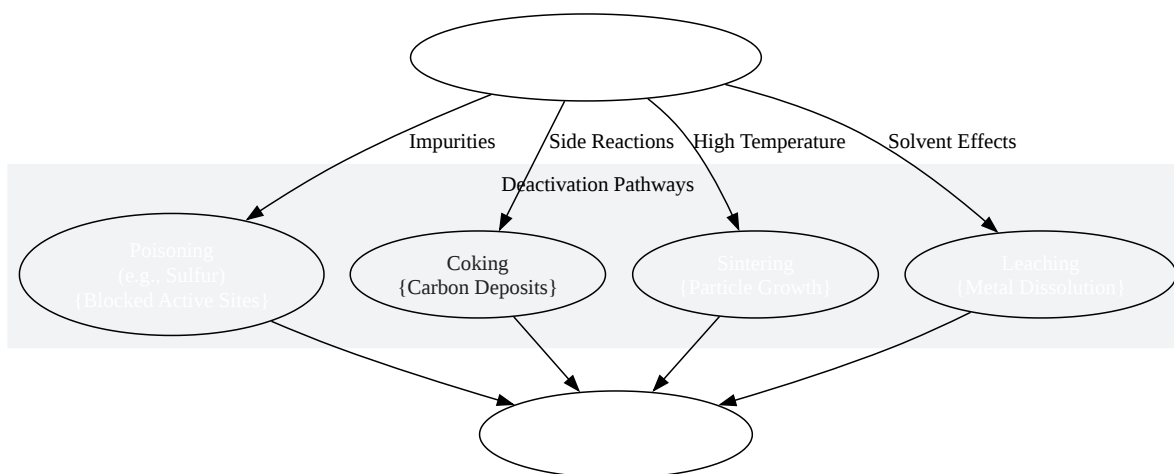 Impurities
Side Reactions
High Temperature
Solvent Effects
Deactivation Pathways
Poisoning
(e.g., Sulfur)
{Blocked Active Sites}
Coking
{Carbon Deposits}
Sintering
{Particle Growth}
Leaching
{Metal Dissolution}